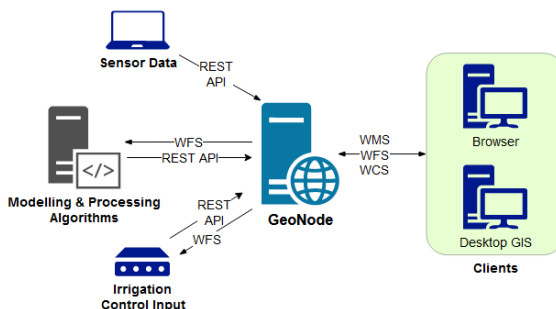 Sensor Data
REST
API
WFS
REST API
Modelling & Processing
Algorithms
</>
GeoNode
WMS
WFS
WCS
Browser
Desktop GIS
Clients
REST
API
WFS
Irrigation
Control Input